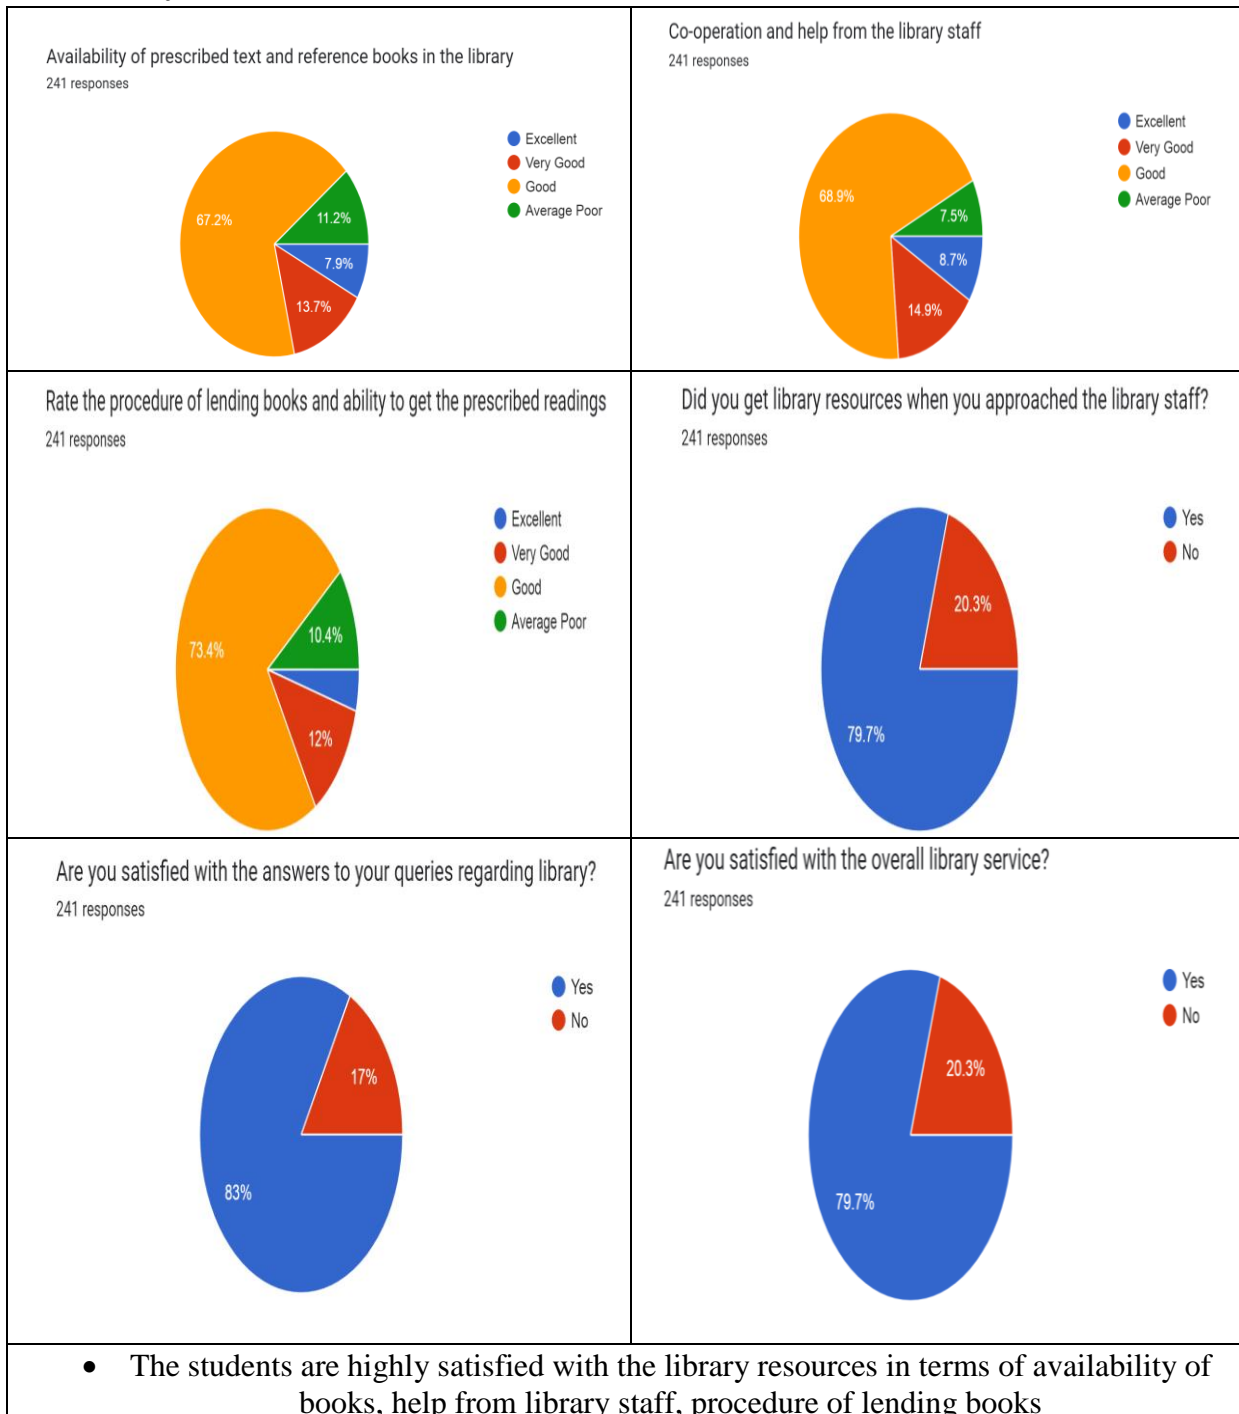 Availability of prescribed text and reference books in the library
241 responses
Excellent
Very Good
Good
Average Poor
67.2%
11.2%
7.9%
13.7%
Co-operation and help from the library staff
241 responses
Excellent
Very Good
Good
Average Poor
68.9%
7.5%
8.7%
14.9%
Rate the procedure of lending books and ability to get the prescribed readings
241 responses
Excellent
Very Good
Good
Average Poor
73.4%
10.4%
12%
Did you get library resources when you approached the library staff?
241 responses
Yes
No
20.3%
79.7%
Are you satisfied with the answers to your queries regarding library?
241 responses
Yes
No
17%
83%
Are you satisfied with the overall library service?
241 responses
Yes
No
20.3%
79.7%
• The students are highly satisfied with the library resources in terms of availability of
books, help from library staff, procedure of lending books